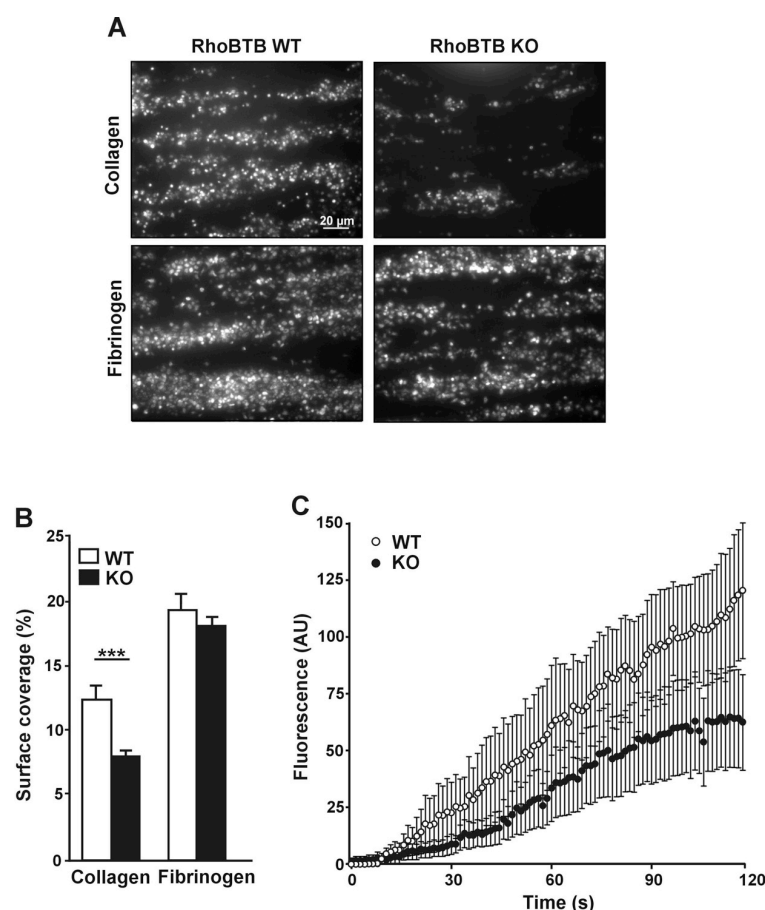 A
RhoBTB WT
RhoBTB KO
Collagen
20 µm
Fibrinogen
B
25
20
15
10
5
0
Surface coverage (%)
WT
KO
***
Collagen Fibrinogen
C
150
125
100
75
50
25
0
Fluorescence (AU)
WT
KO
0 30 60 90 120
Time (s)